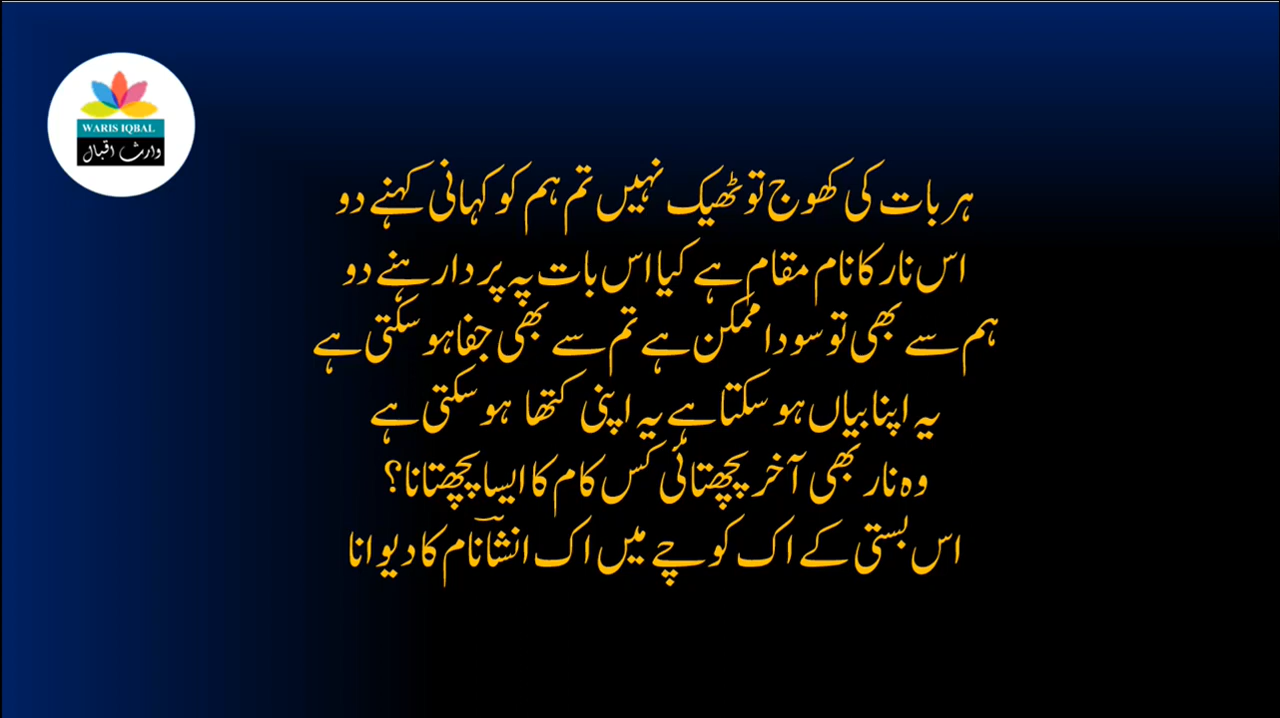 WARIS IQBAL
وارث اقبال
ہر بات کی کھوج تو ٹھیک نہیں تم ہم کو کہانی کہنے دو
اس نار کا نام مقام ہے کیا اس بات پہ پردا رہنے دو
ہم سے بھی تو سودا ممکن ہے تم سے بھی جفا ہو سکتی ہے
یہ اپنا بیاں ہو سکتا ہے یہ اپنی کتھا ہو سکتی ہے
وہ نار بھی آخر پچھتائی کس کام کا ایسا پچھتانا؟
اس بستی کے اک کوچے میں اک انشاؔ نام کا دیوانا